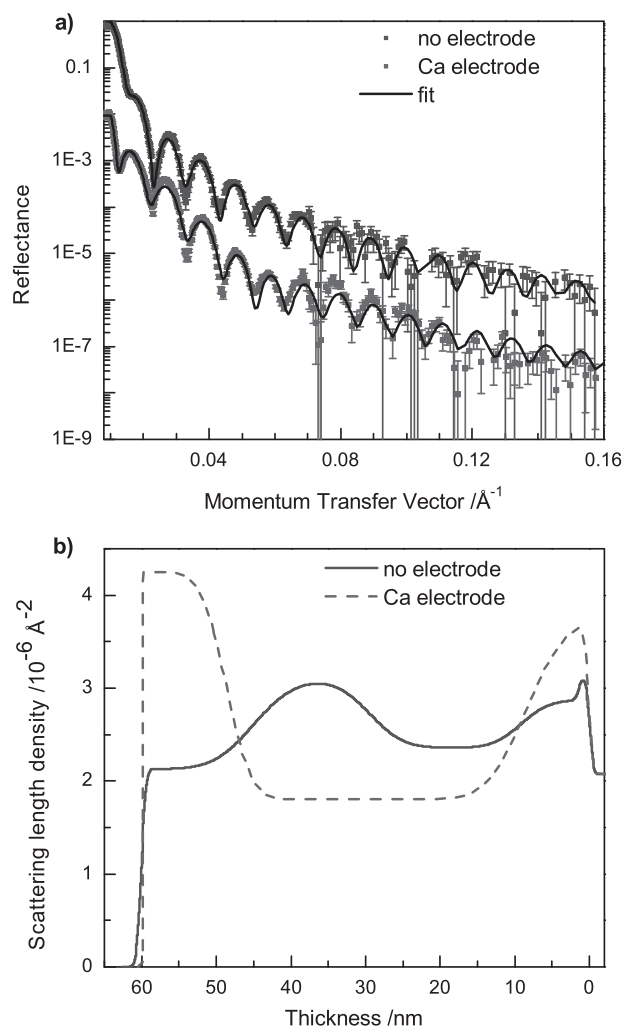 a)
no electrode
Ca electrode
fit
0.1
1E-3
1E-5
1E-7
1E-9
Reflectance
0.04 0.08 0.12 0.16
Momentum Transfer Vector /Å⁻¹
b)
no electrode
Ca electrode
4
3
2
1
0
Scattering length density /10⁻⁶ Å⁻²
60 50 40 30 20 10 0
Thickness /nm